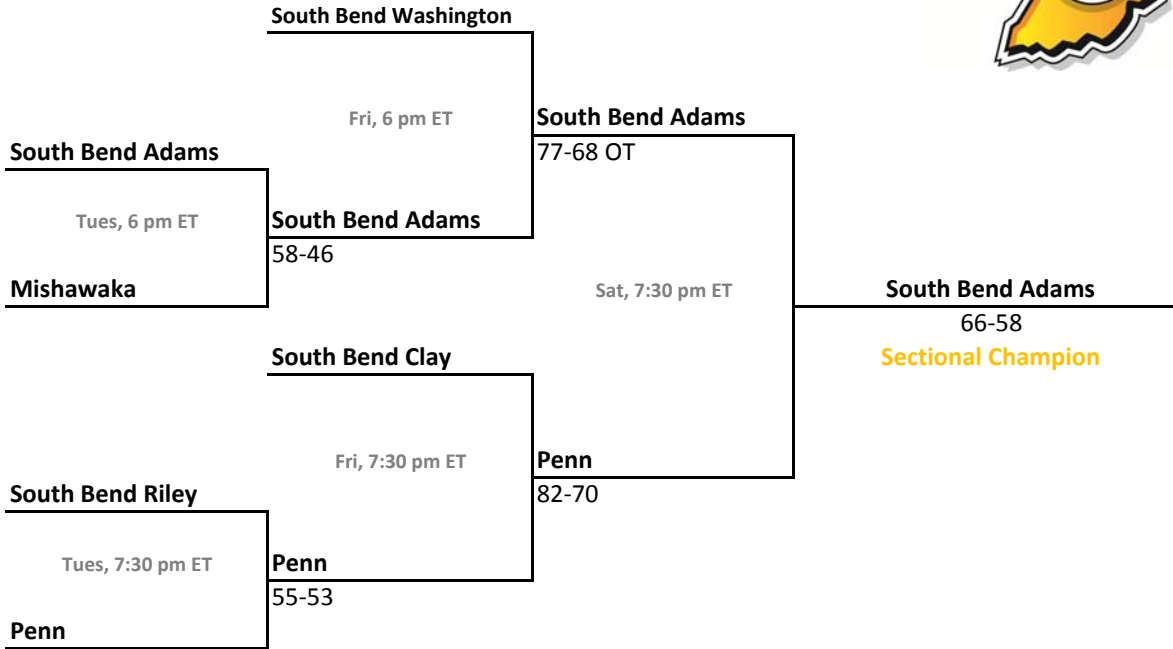 South Bend Washington
Fri, 6 pm ET
South Bend Adams
77-68 OT
South Bend Adams
Tues, 6 pm ET
South Bend Adams
58-46
Mishawaka
Sat, 7:30 pm ET
South Bend Adams
66-58
Sectional Champion
South Bend Clay
Fri, 7:30 pm ET
Penn
82-70
South Bend Riley
Tues, 7:30 pm ET
Penn
55-53
Penn